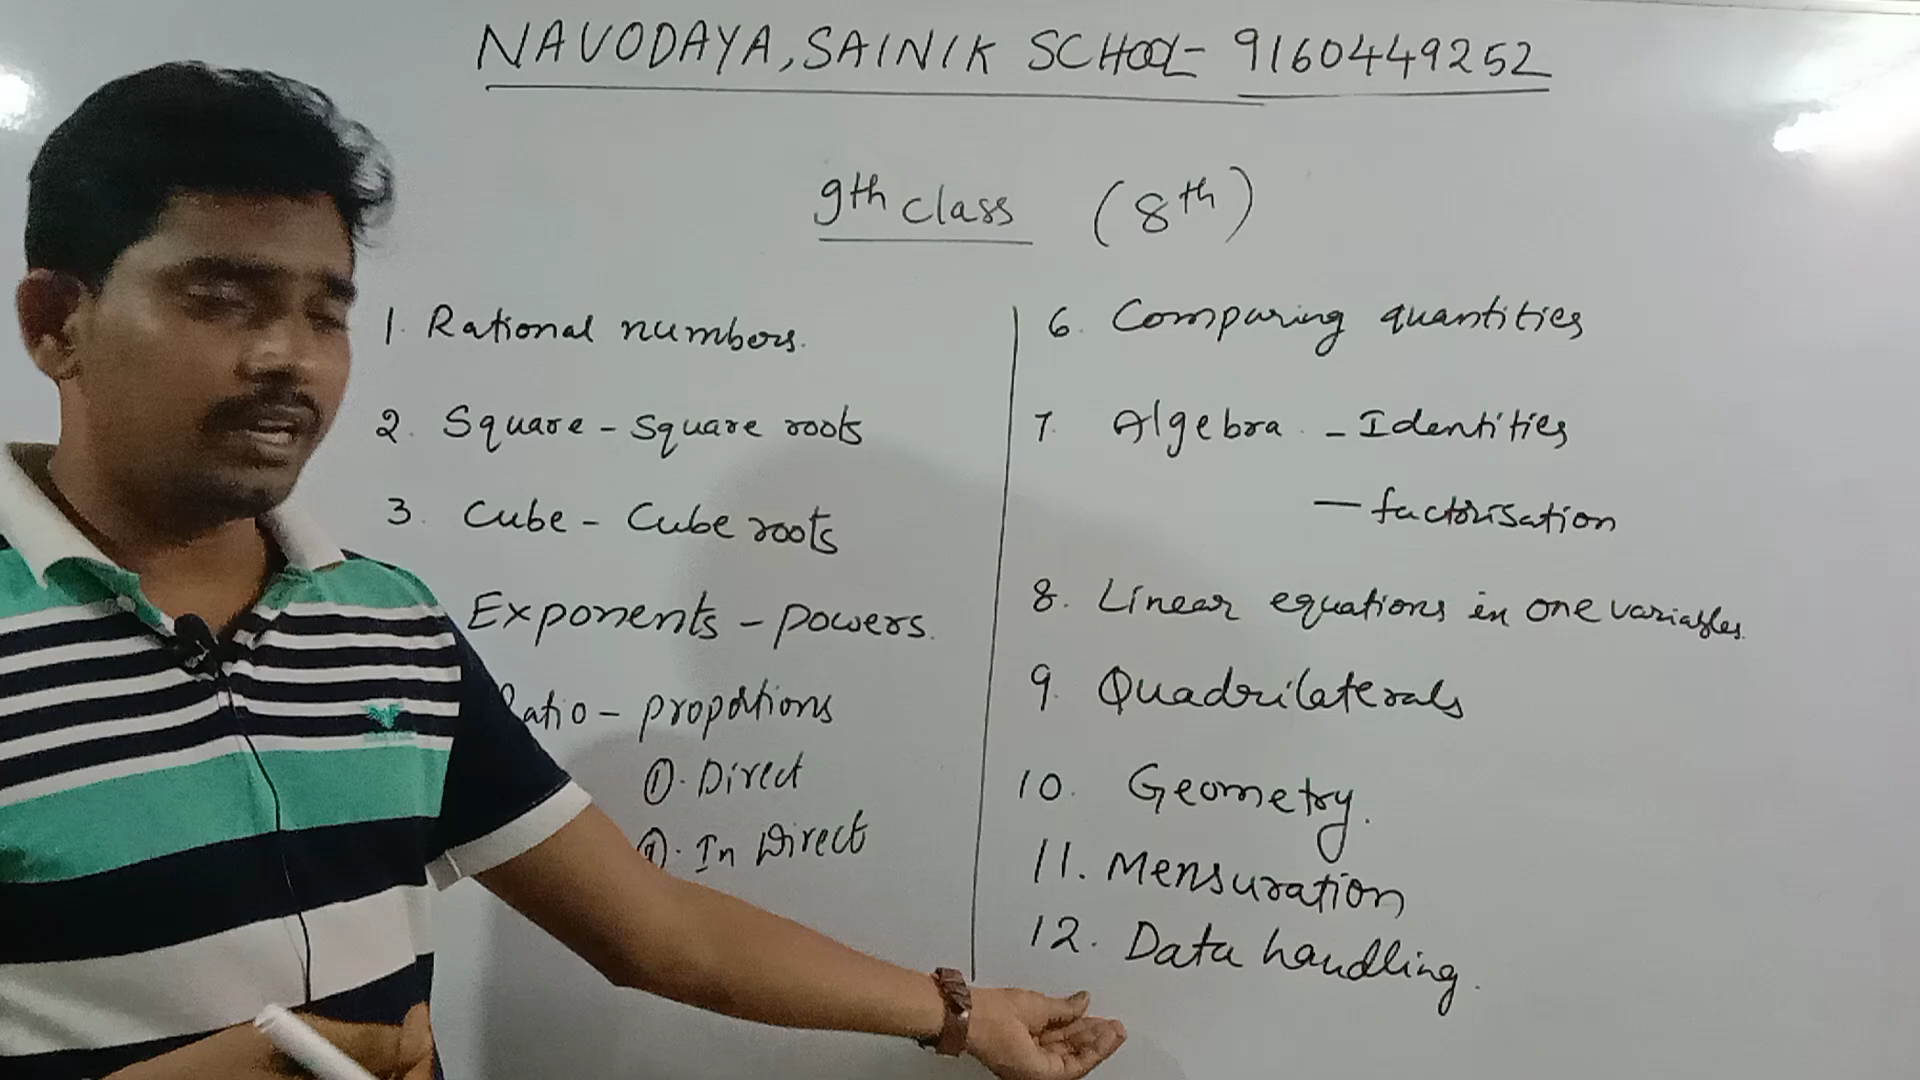 NAVODAYA, SAINIK SCHOOL - 9160449252
9th class (8th)
1. Rational numbers.
2. Square - Square roots
3. Cube - Cube roots
Exponents - powers.
Ratio - proportions
①. Direct
②. In Direct
6. Comparing quantities
7. Algebra - Identities
- factorisation
8. Linear equations in one variables.
9. Quadrilaterals
10. Geometry.
11. Mensuration
12. Data handling.